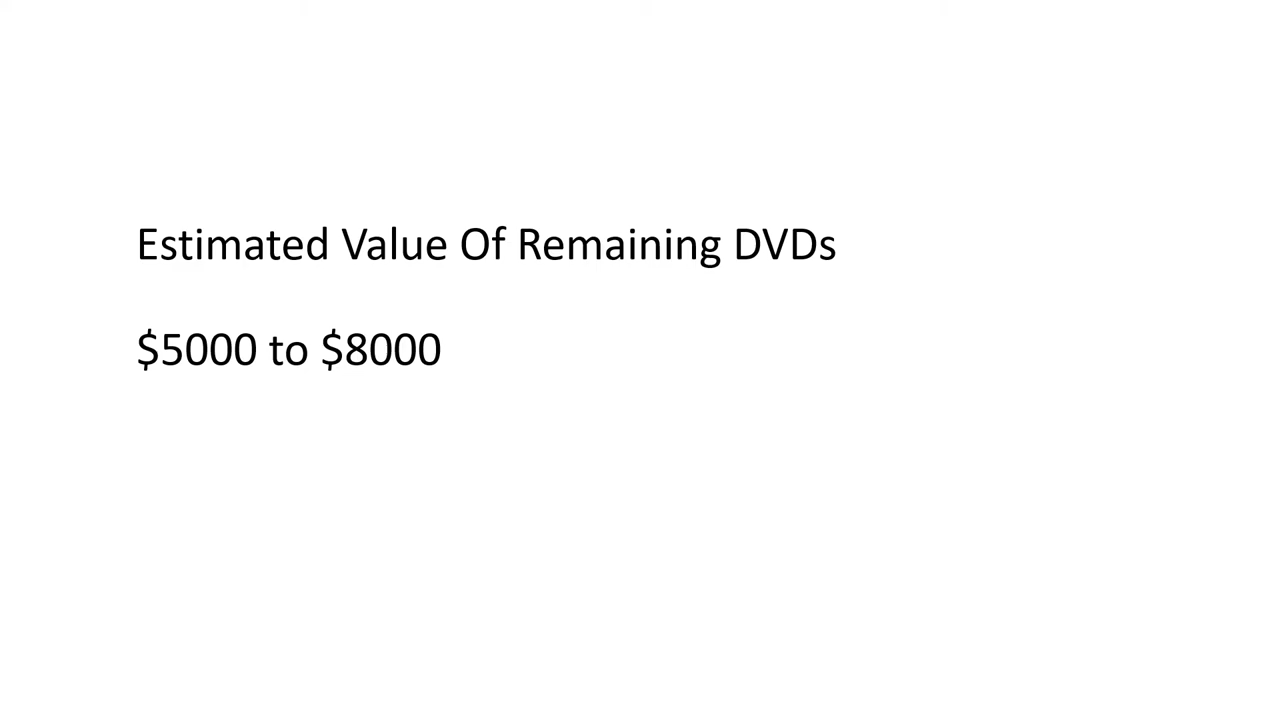 Estimated Value Of Remaining DVDs
$5000 to $8000